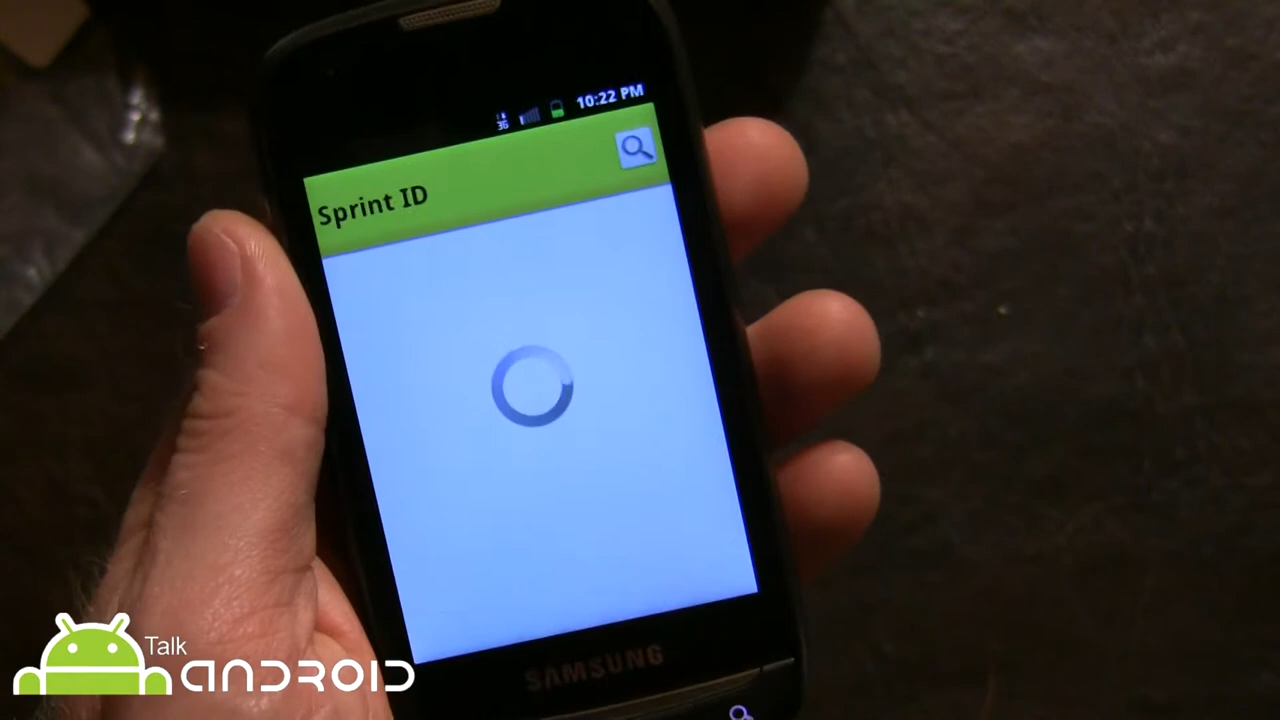 3G 10:22 PM
Sprint ID
SAMSUNG
Talk
ANDROID